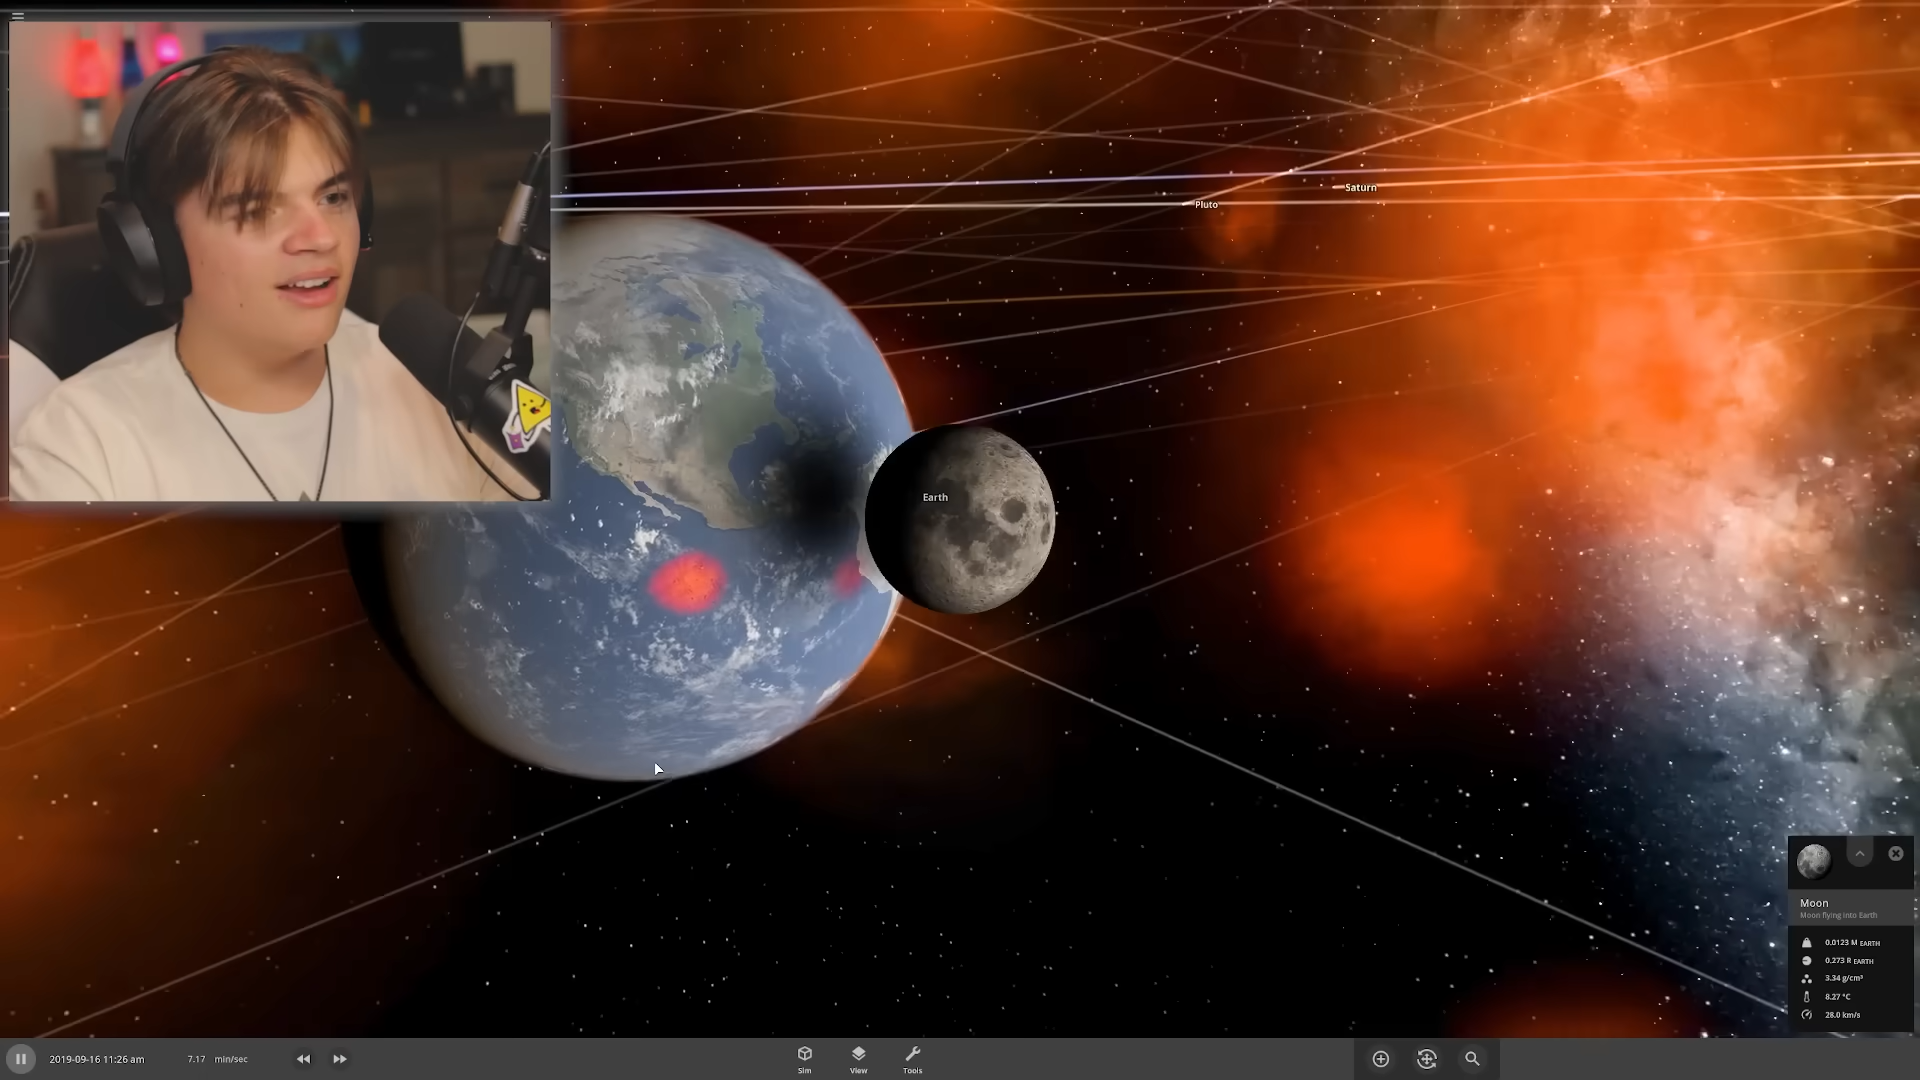 Saturn
Pluto
Earth
Moon
Moon flying into Earth
0.0123 M EARTH
0.273 R EARTH
3.34 g/cm³
8.27 °C
28.0 km/s
2019-09-16 11:26 am
7.17 min/sec
Sim
View
Tools